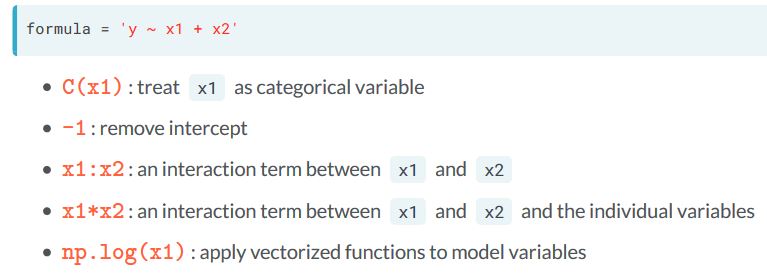 formula = 'y ~ x1 + x2'
• C(x1) : treat x1 as categorical variable
• -1 : remove intercept
• x1:x2 : an interaction term between x1 and x2
• x1*x2 : an interaction term between x1 and x2 and the individual variables
• np.log(x1) : apply vectorized functions to model variables